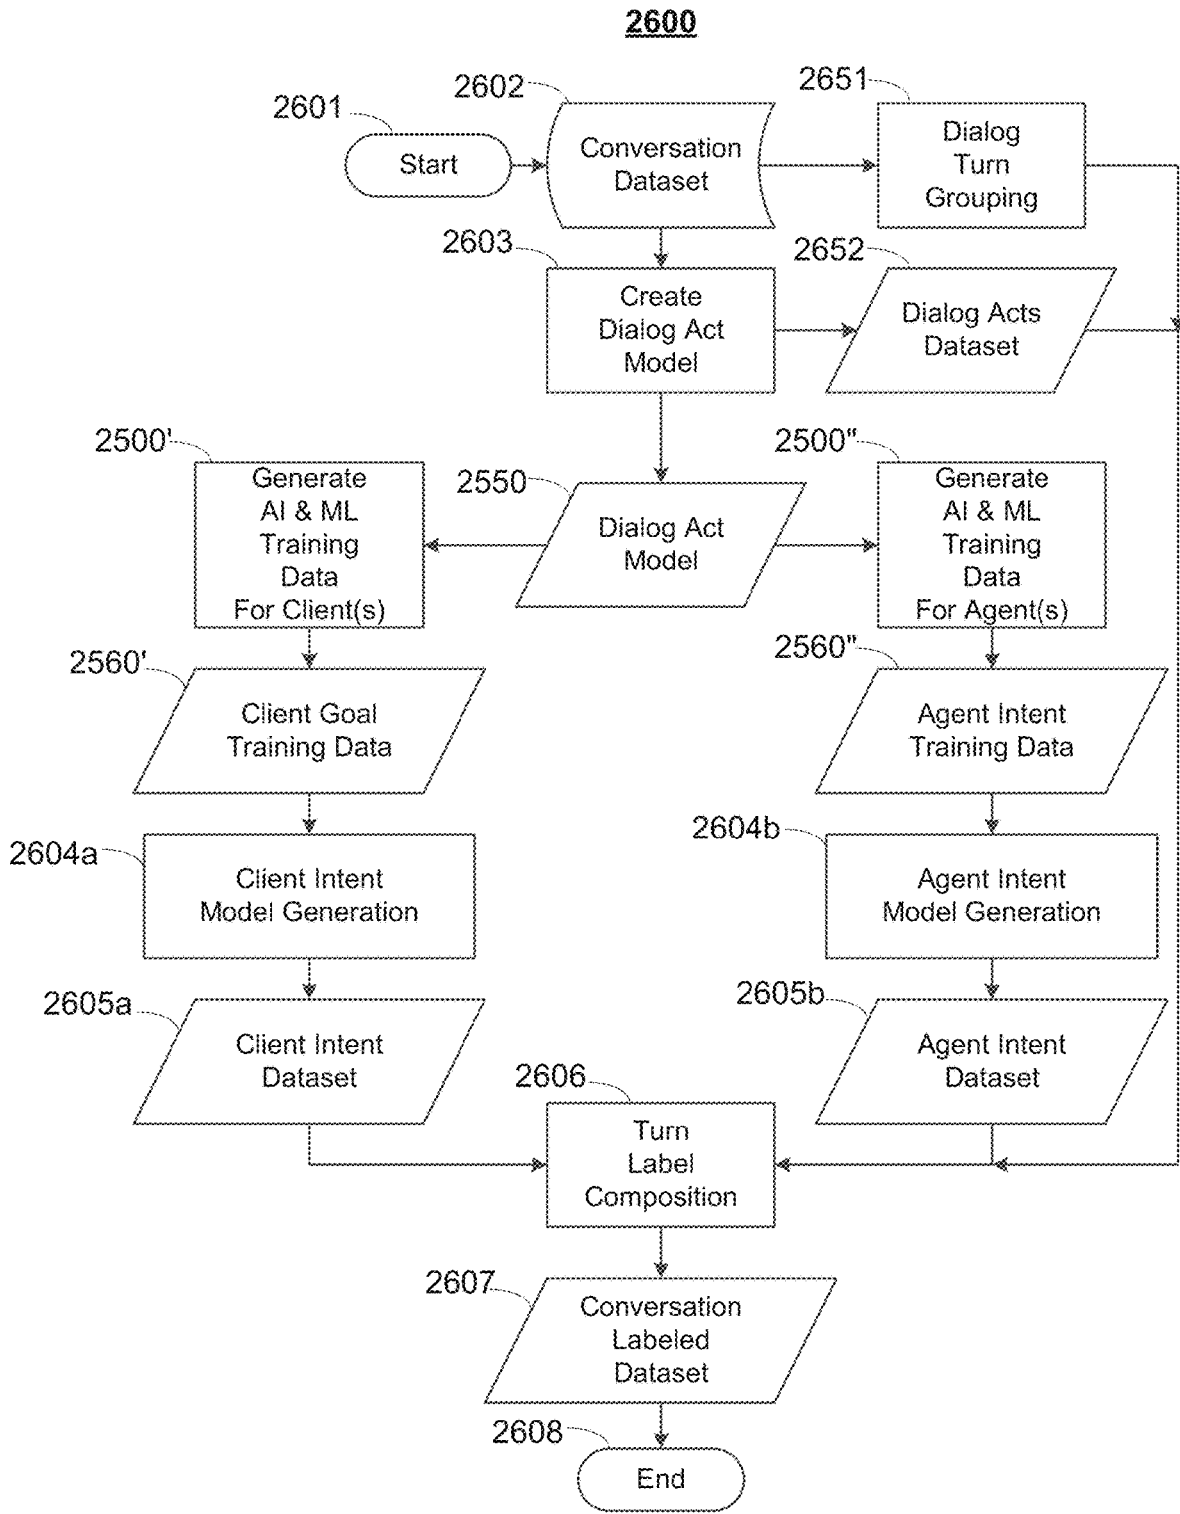 2600
2601
Start
2602
Conversation
Dataset
2651
Dialog
Turn
Grouping
2603
Create
Dialog Act
Model
2652
Dialog Acts
Dataset
2500'
Generate
AI & ML
Training
Data
For Client(s)
2550
Dialog Act
Model
2500"
Generate
AI & ML
Training
Data
For Agent(s)
2560'
Client Goal
Training Data
2560"
Agent Intent
Training Data
2604a
Client Intent
Model Generation
2604b
Agent Intent
Model Generation
2605a
Client Intent
Dataset
2605b
Agent Intent
Dataset
2606
Turn
Label
Composition
2607
Conversation
Labeled
Dataset
2608
End